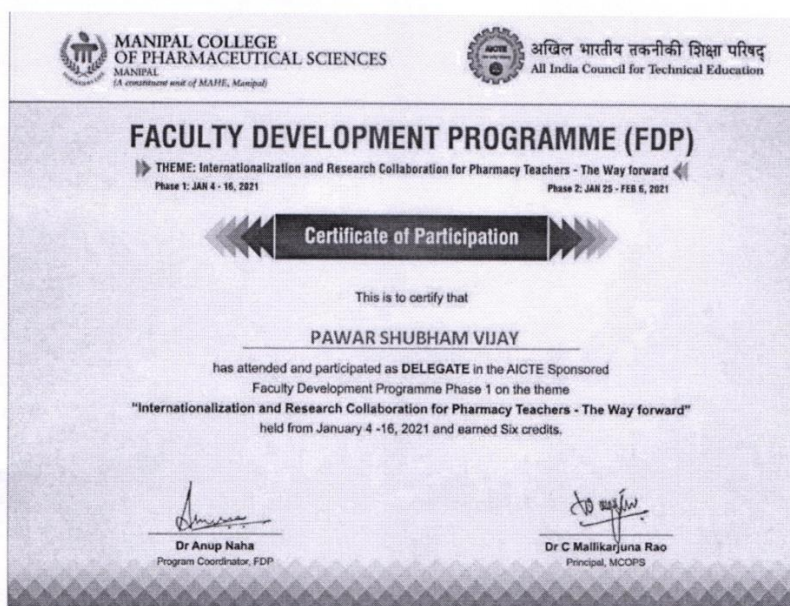 MANIPAL COLLEGE
OF PHARMACEUTICAL SCIENCES
MANIPAL
(A constituent unit of MAHE, Manipal)
AICTE
अखिल भारतीय तकनीकी शिक्षा परिषद्
All India Council for Technical Education
FACULTY DEVELOPMENT PROGRAMME (FDP)
THEME: Internationalization and Research Collaboration for Pharmacy Teachers - The Way forward
Phase 1: JAN 4 - 16, 2021
Phase 2: JAN 25 - FEB 6, 2021
Certificate of Participation
This is to certify that
PAWAR SHUBHAM VIJAY
has attended and participated as DELEGATE in the AICTE Sponsored
Faculty Development Programme Phase 1 on the theme
"Internationalization and Research Collaboration for Pharmacy Teachers - The Way forward"
held from January 4 -16, 2021 and earned Six credits.
Dr Anup Naha
Program Coordinator, FDP
Dr C Mallikarjuna Rao
Principal, MCOPS